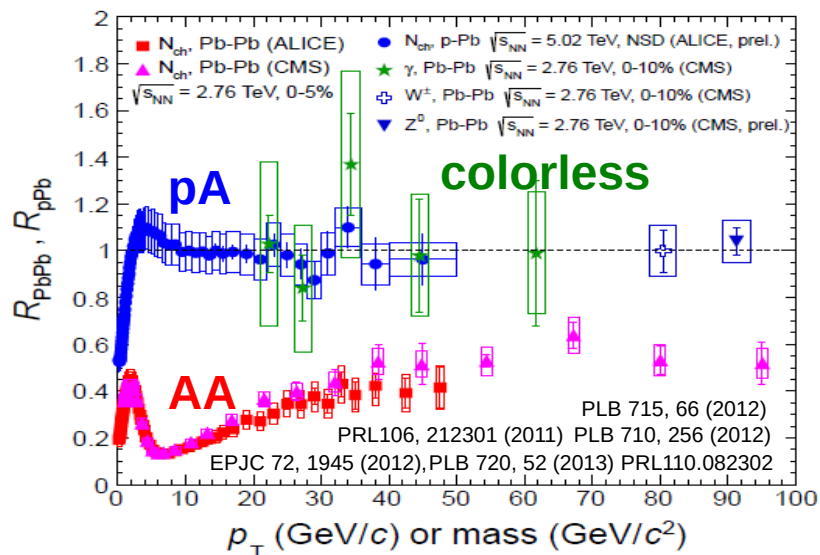 N_ch, Pb-Pb (ALICE)
N_ch, Pb-Pb (CMS)
√s_NN = 2.76 TeV, 0-5%
N_ch, p-Pb √s_NN = 5.02 TeV, NSD (ALICE, prel.)
γ, Pb-Pb √s_NN = 2.76 TeV, 0-10% (CMS)
W^±, Pb-Pb √s_NN = 2.76 TeV, 0-10% (CMS)
Z^0, Pb-Pb √s_NN = 2.76 TeV, 0-10% (CMS, prel.)
pA
colorless
AA
PLB 715, 66 (2012)
PRL106, 212301 (2011) PLB 710, 256 (2012)
EPJC 72, 1945 (2012),PLB 720, 52 (2013) PRL110.082302
R_PbPb , R_pPb
2
1.8
1.6
1.4
1.2
1
0.8
0.6
0.4
0.2
0
0 10 20 30 40 50 60 70 80 90 100
p_T (GeV/c) or mass (GeV/c²)